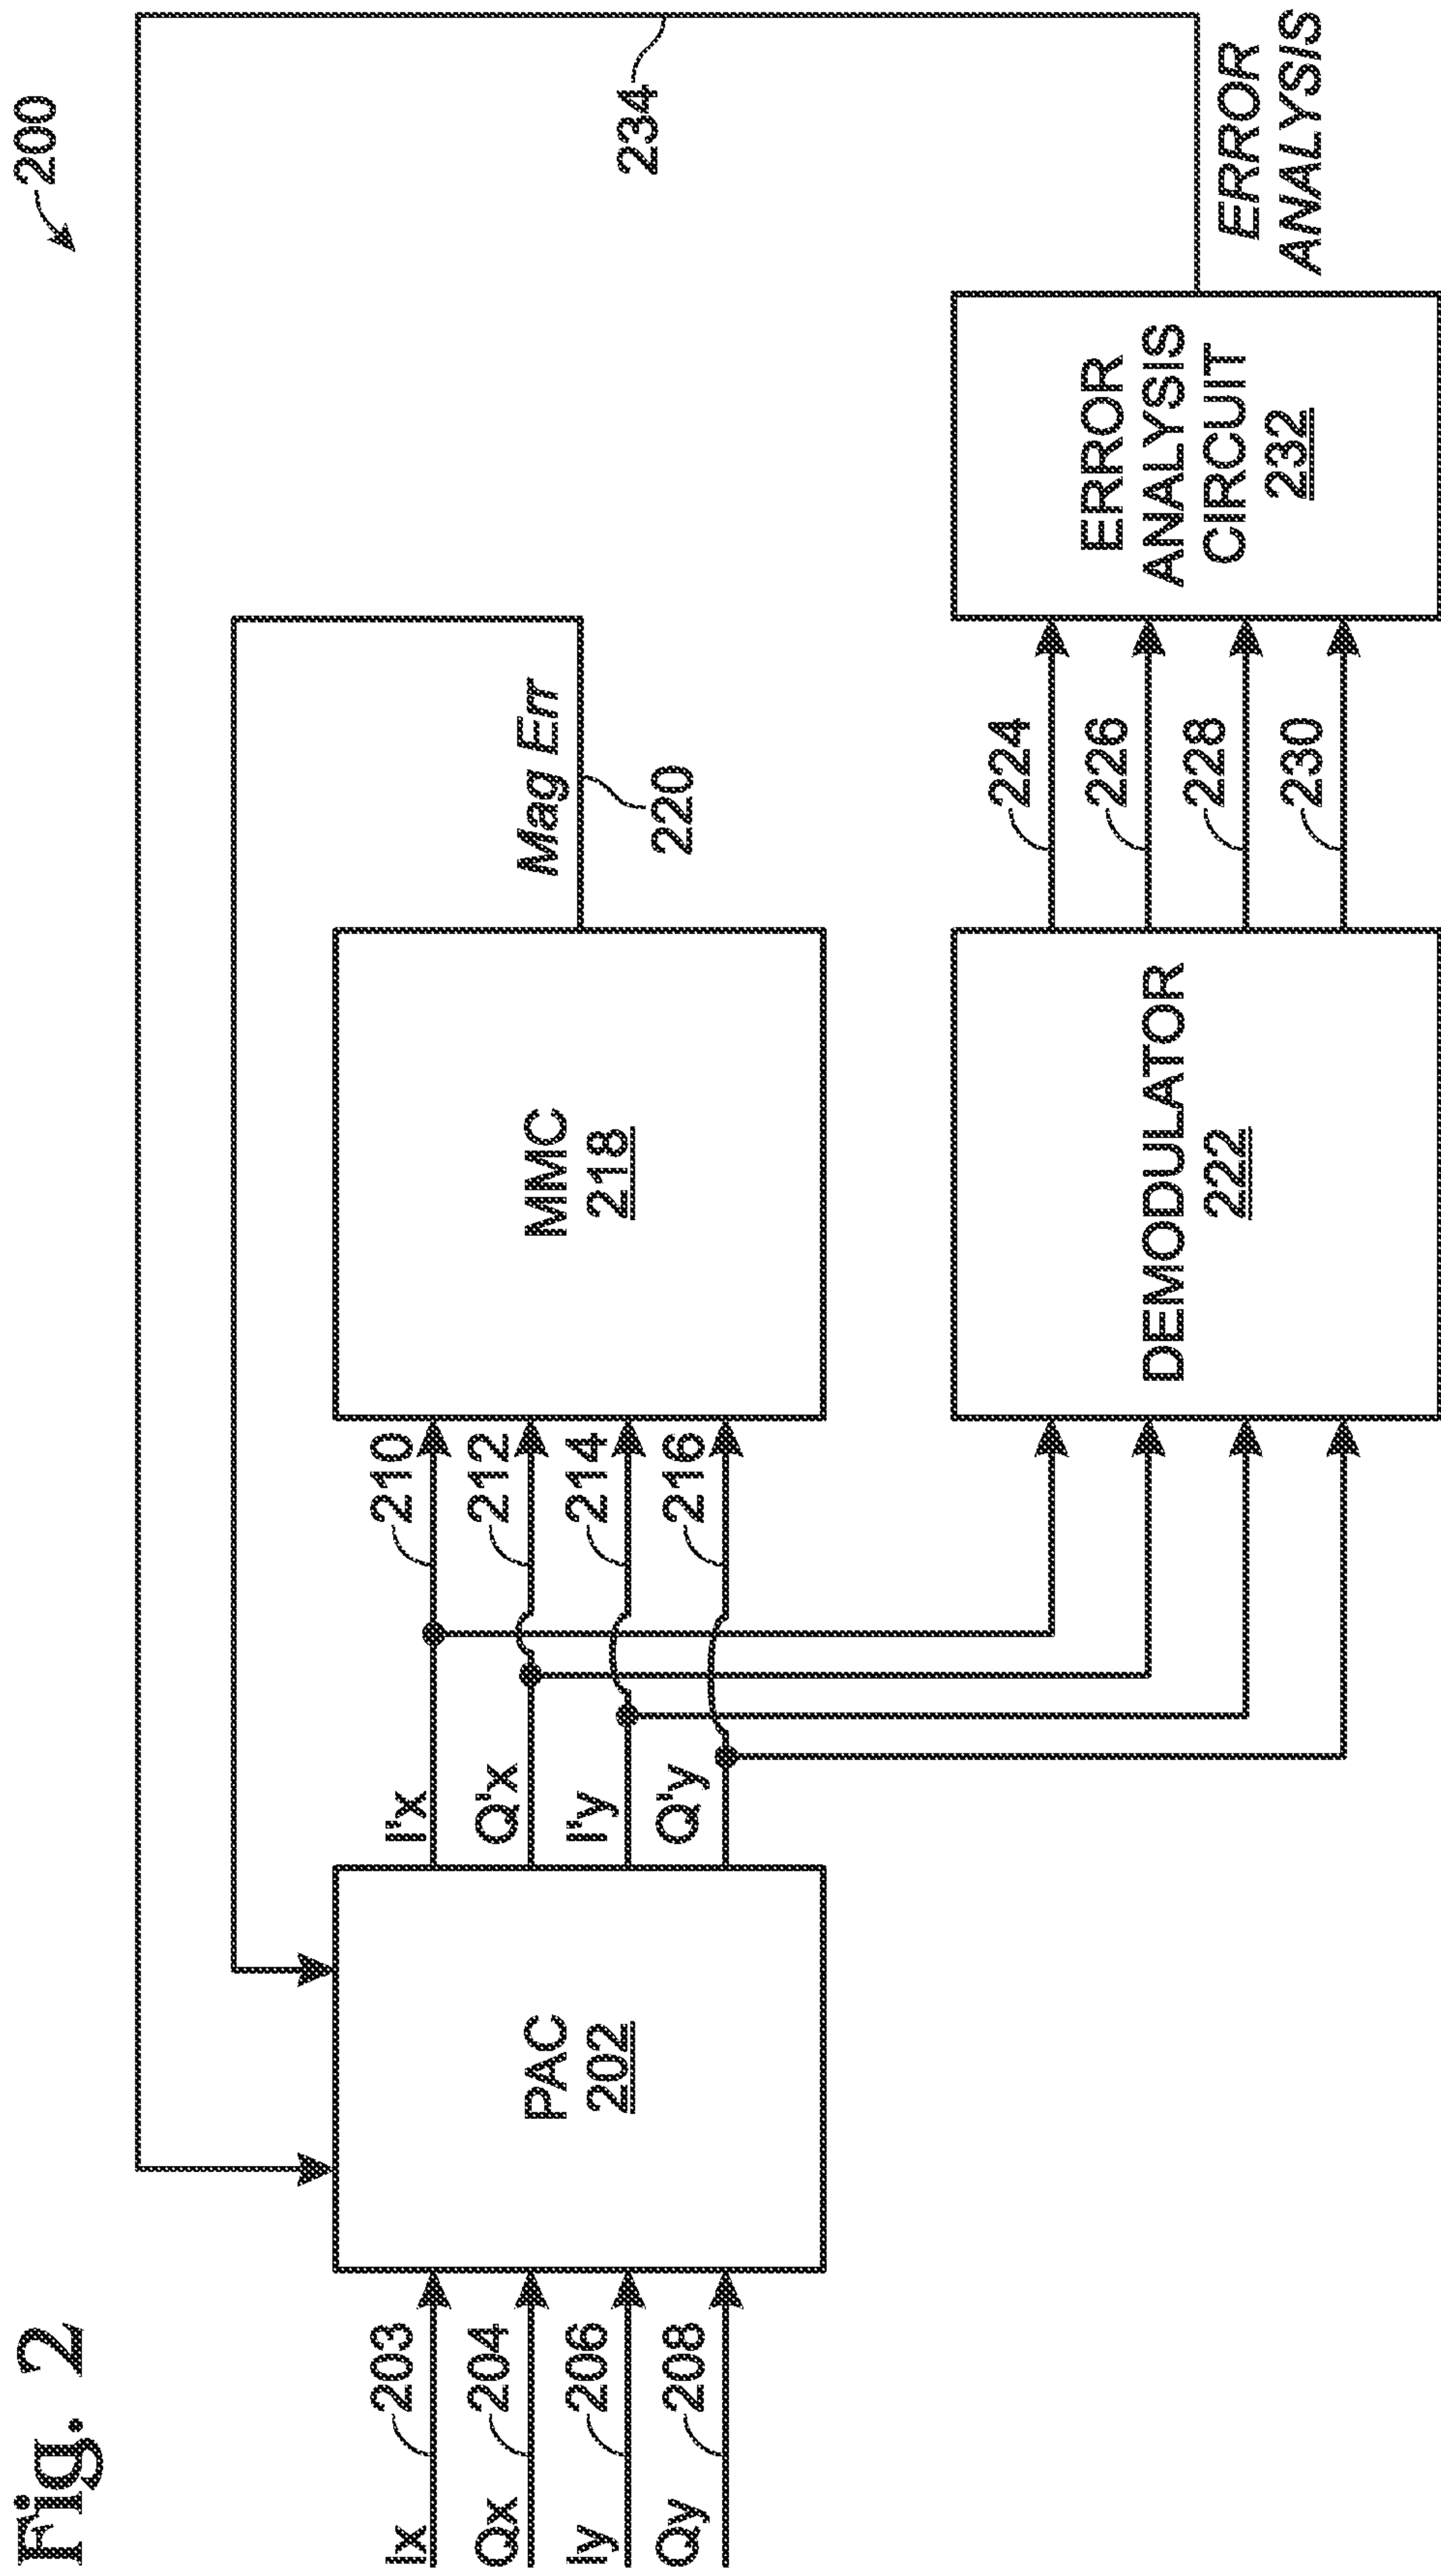 Fig. 2
200
234
Mag Err
220
Ix
203
Qx
204
Iy
206
Qy
208
PAC
202
I'x
210
Q'x
212
I'y
214
Q'y
216
MMC
218
DEMODULATOR
222
224
226
228
230
ERROR
ANALYSIS
CIRCUIT
232
ERROR
ANALYSIS